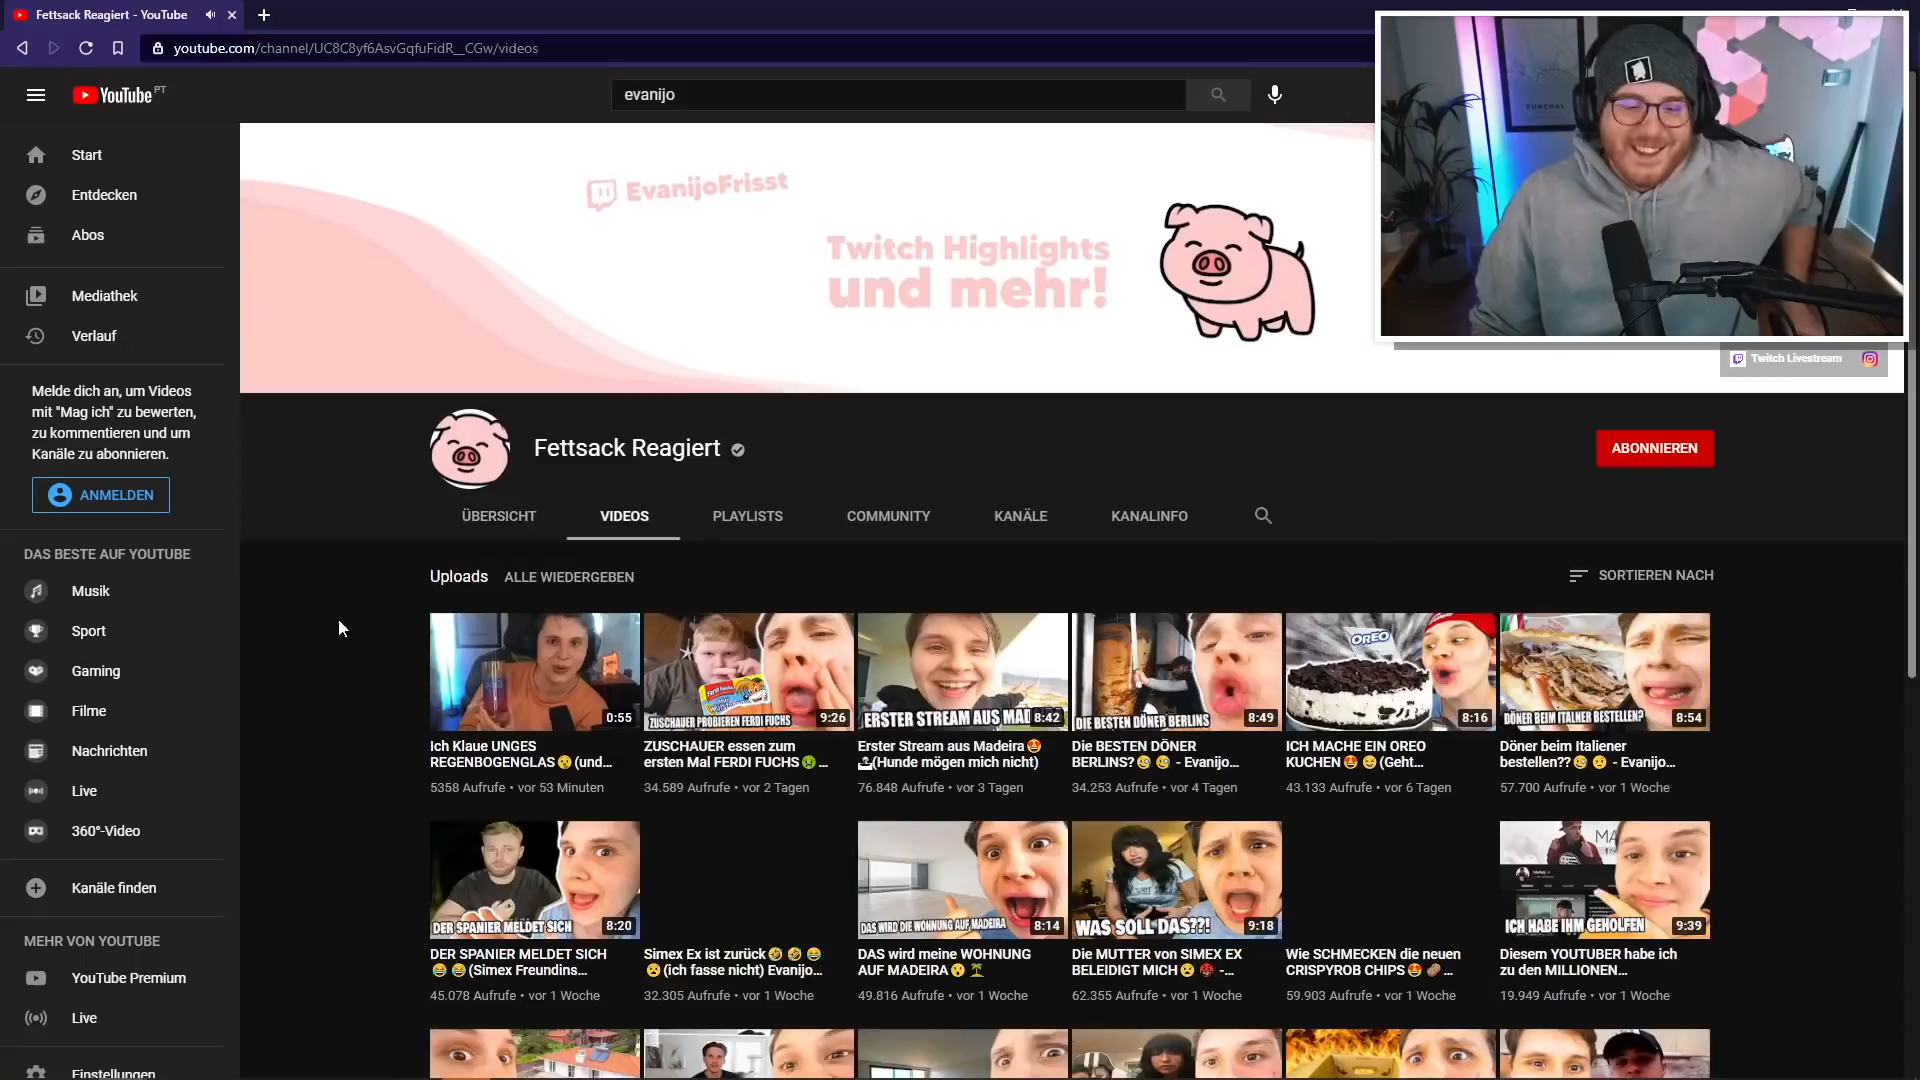 Fettsack Reagiert - YouTube
youtube.com/channel/UC8C8yf6AsvGqfuFidR__CGw/videos
YouTube PT
evanijo
Start
Entdecken
Abos
Mediathek
Verlauf
Melde dich an, um Videos
mit "Mag ich" zu bewerten,
zu kommentieren und um
Kanäle zu abonnieren.
ANMELDEN
DAS BESTE AUF YOUTUBE
Musik
Sport
Gaming
Filme
Nachrichten
Live
360°-Video
Kanäle finden
MEHR VON YOUTUBE
YouTube Premium
Live
Einstellungen
EvanijoFrisst
Twitch Highlights
und mehr!
FUNCHAL
Twitch Livestream
Fettsack Reagiert
ABONNIEREN
ÜBERSICHT VIDEOS PLAYLISTS COMMUNITY KANÄLE KANALINFO
Uploads ALLE WIEDERGEBEN
SORTIEREN NACH
0:55
Ich Klaue UNGES
REGENBOGENGLAS😗(und...
5358 Aufrufe • vor 53 Minuten
ZUSCHAUER PROBIEREN FERDI FUCHS
9:26
ZUSCHAUER essen zum
ersten Mal FERDI FUCHS🤢...
34.589 Aufrufe • vor 2 Tagen
ERSTER STREAM AUS MAD
8:42
Erster Stream aus Madeira🤩
🏝(Hunde mögen mich nicht)
76.848 Aufrufe • vor 3 Tagen
DIE BESTEN DÖNER BERLINS
8:49
Die BESTEN DÖNER
BERLINS?🤪🤪 - Evanijo...
34.253 Aufrufe • vor 4 Tagen
OREO
8:16
ICH MACHE EIN OREO
KUCHEN🤩😂(Geht...
43.133 Aufrufe • vor 6 Tagen
DÖNER BEIM ITALNER BESTELLEN?
8:54
Döner beim Italiener
bestellen??🤪😟 - Evanijo...
57.700 Aufrufe • vor 1 Woche
DER SPANIER MELDET SICH
8:20
DER SPANIER MELDET SICH
😂😂(Simex Freundins...
45.078 Aufrufe • vor 1 Woche
Simex Ex ist zurück🤣🤣😂
😧(ich fasse nicht) Evanijo...
32.305 Aufrufe • vor 1 Woche
DAS WIRD DIE WOHNUNG AUF MADEIRA
8:14
DAS wird meine WOHNUNG
AUF MADEIRA😯🏝
49.816 Aufrufe • vor 1 Woche
WAS SOLL DAS??!
9:18
Die MUTTER von SIMEX EX
BELEIDIGT MICH😧👹 -...
62.355 Aufrufe • vor 1 Woche
Wie SCHMECKEN die neuen
CRISPYROB CHIPS🤩🥔...
59.903 Aufrufe • vor 1 Woche
ICH HABE IHM GEHOLFEN
9:39
Diesem YOUTUBER habe ich
zu den MILLIONEN...
19.949 Aufrufe • vor 1 Woche